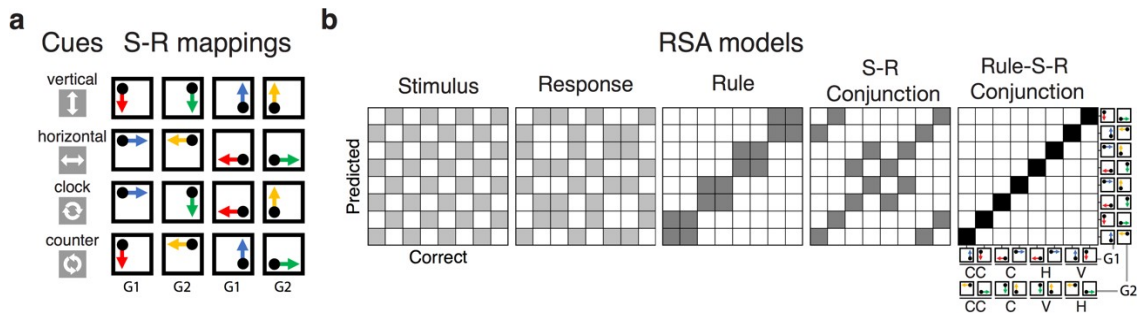 a
Cues S-R mappings
vertical
horizontal
clock
counter
G1 G2 G1 G2
b
RSA models
Stimulus
Response
Rule
S-R
Conjunction
Rule-S-R
Conjunction
Predicted
Correct
CC C H V
G1
CC C V H
G2